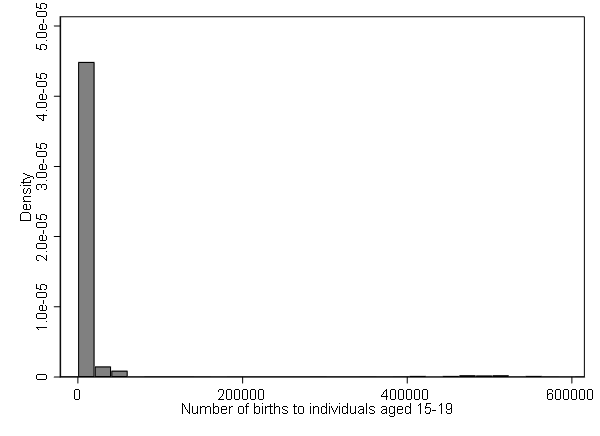 Density
5.0e-05
4.0e-05
3.0e-05
2.0e-05
1.0e-05
0
0
200000
400000
600000
Number of births to individuals aged 15-19